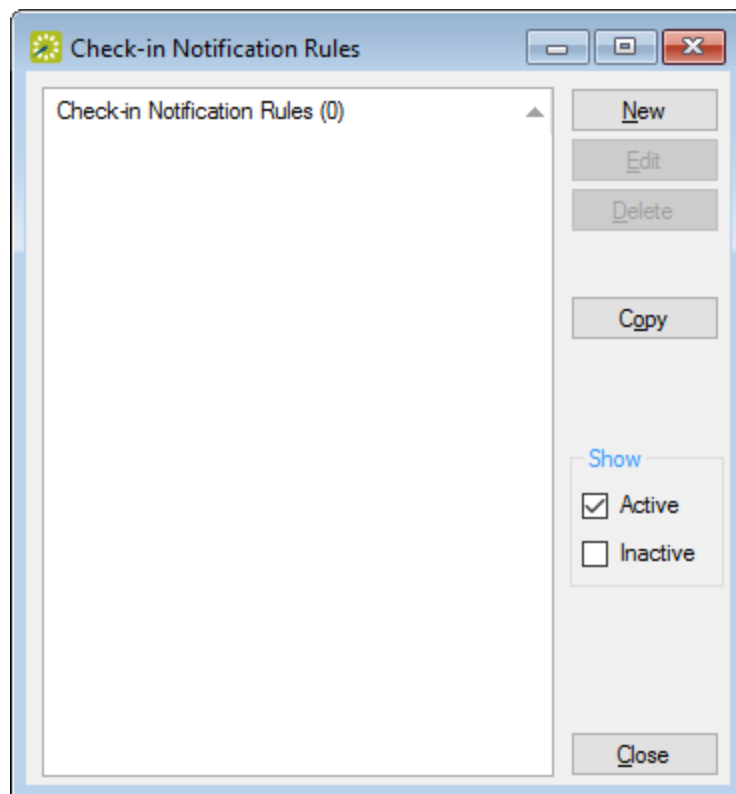 Check-in Notification Rules
Check-in Notification Rules (0)
New
Edit
Delete
Copy
Show
Active
Inactive
Close